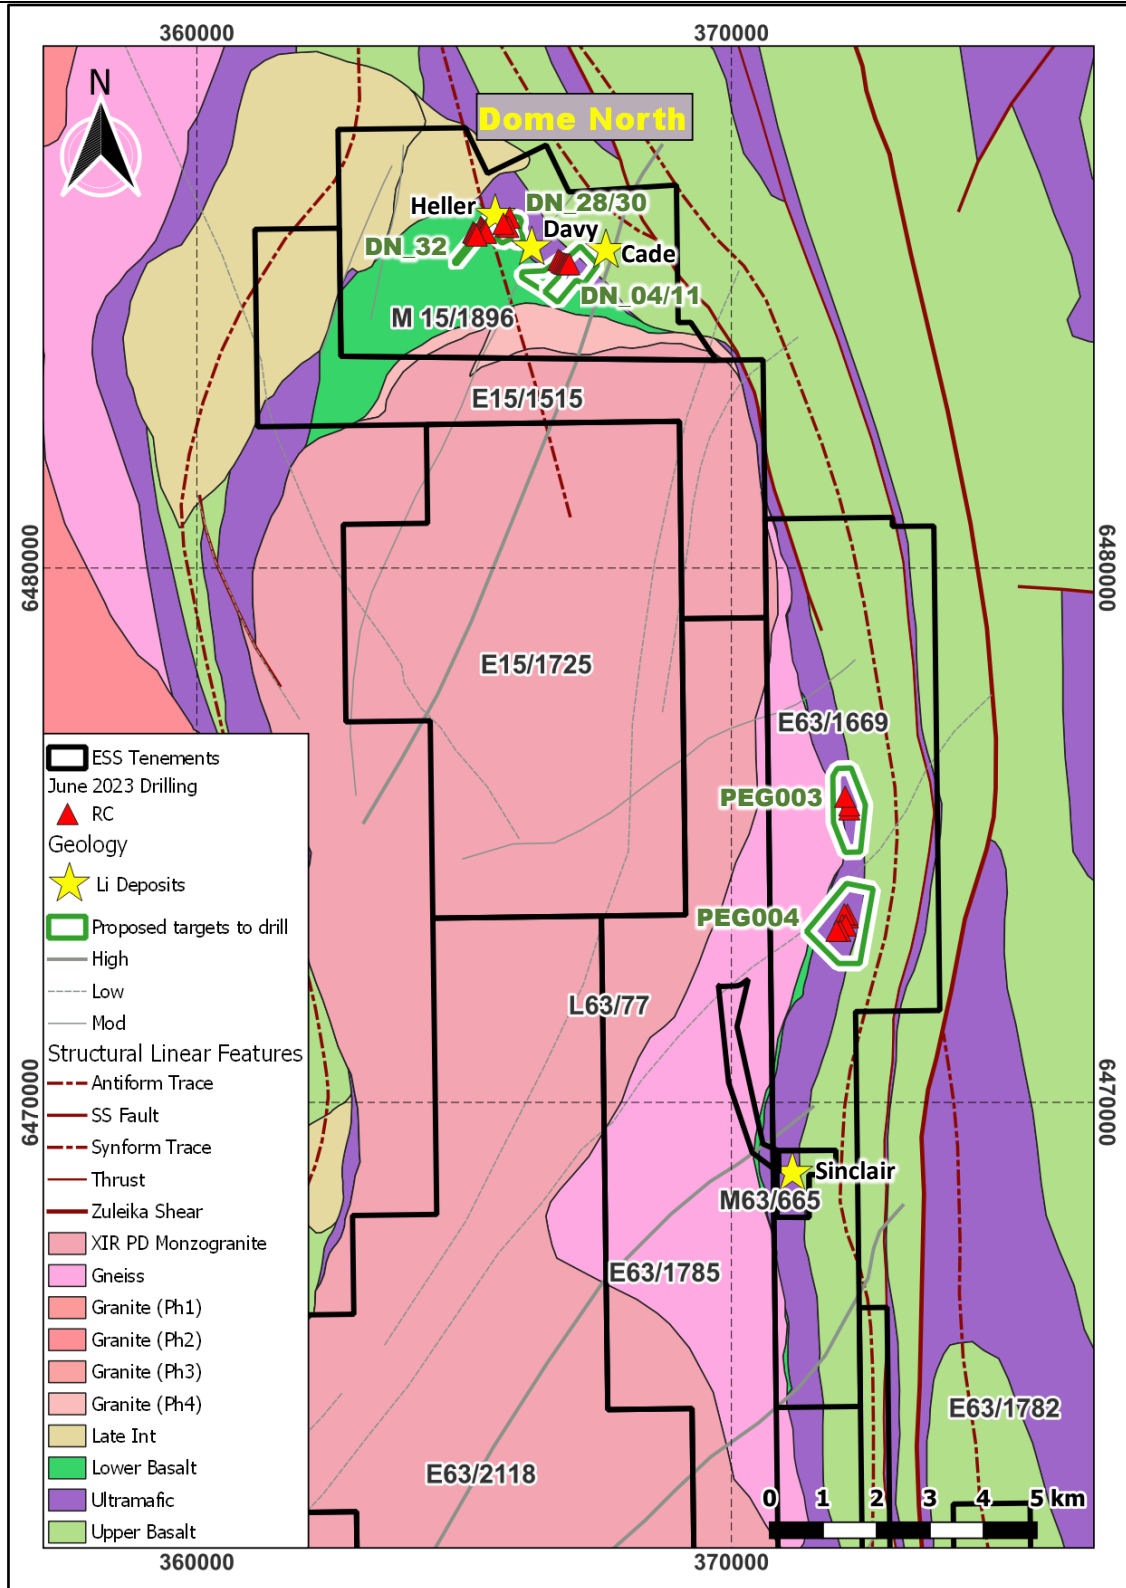 360000
370000
N
Dome North
Heller
DN_28/30
DN_32
Davy
Cade
DN_04/11
M 15/1896
E15/1515
6480000
6480000
E15/1725
E63/1669
PEG003
PEG004
L63/77
6470000
6470000
Sinclair
M63/665
E63/1785
E63/1782
E63/2118
ESS Tenements
June 2023 Drilling
RC
Geology
Li Deposits
Proposed targets to drill
High
Low
Mod
Structural Linear Features
Antiform Trace
SS Fault
Synform Trace
Thrust
Zuleika Shear
XIR PD Monzogranite
Gneiss
Granite (Ph1)
Granite (Ph2)
Granite (Ph3)
Granite (Ph4)
Late Int
Lower Basalt
Ultramafic
Upper Basalt
0 1 2 3 4 5 km
360000
370000